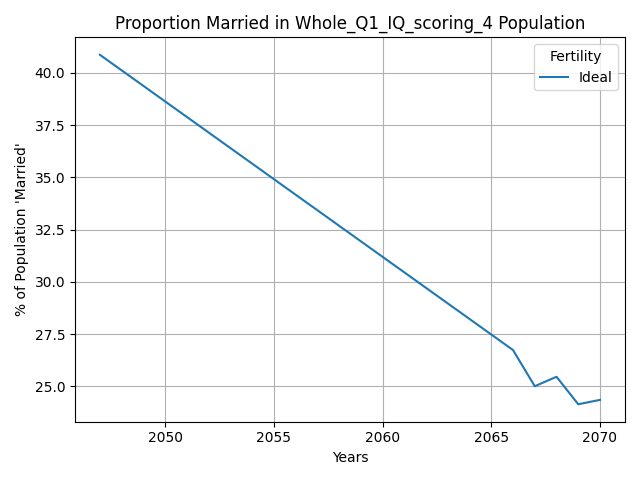 Proportion Married in Whole_Q1_IQ_scoring_4 Population
Fertility
Ideal
% of Population 'Married'
40.0
37.5
35.0
32.5
30.0
27.5
25.0
2050
2055
2060
2065
2070
Years